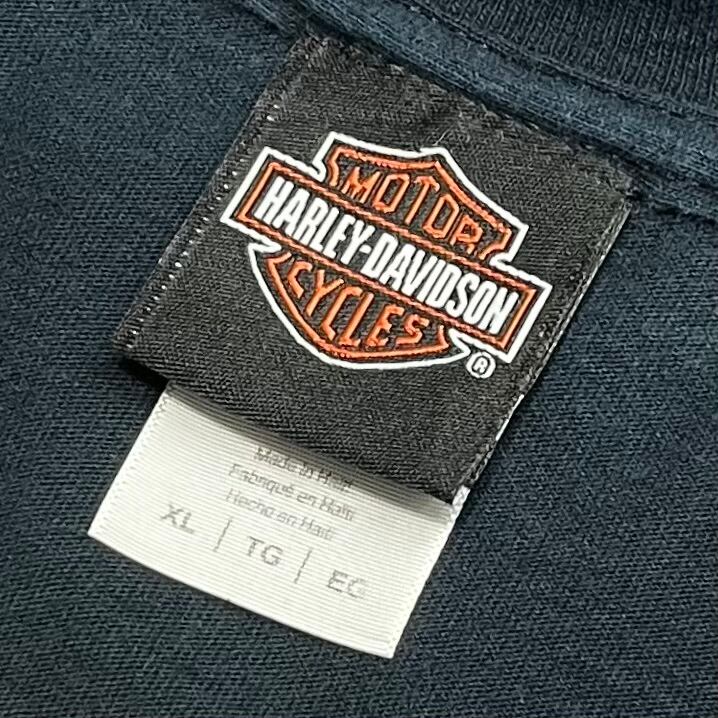 MOTOR
HARLEY-DAVIDSON
CYCLES
®
Made in Haiti
Fabriqué en Haïti
Hecho en Haití
XL | TG | EG